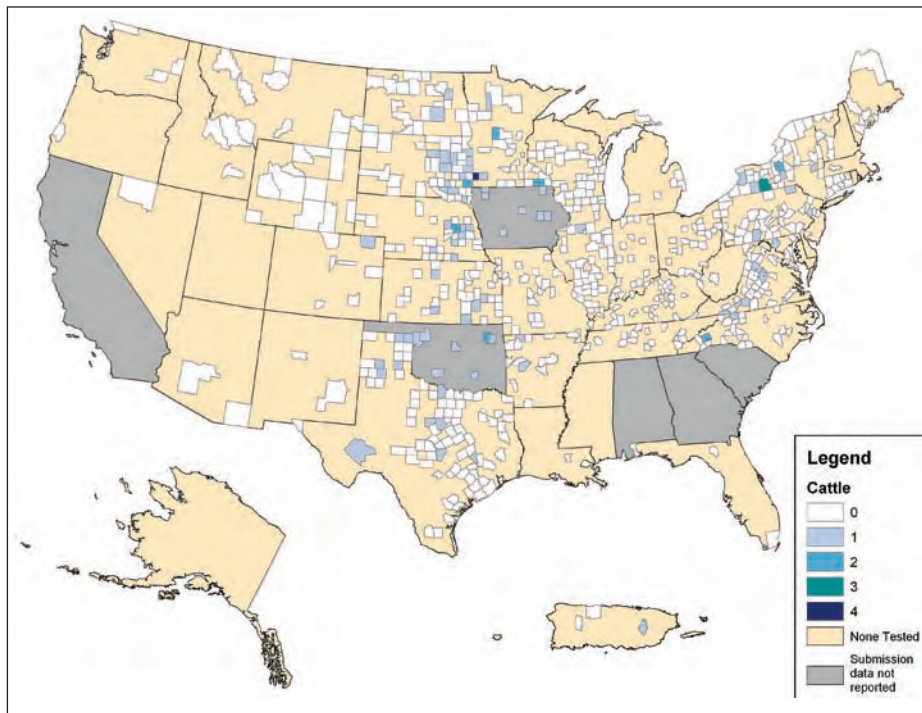 Legend
Cattle
0
1
2
3
4
None Tested
Submission
data not
reported